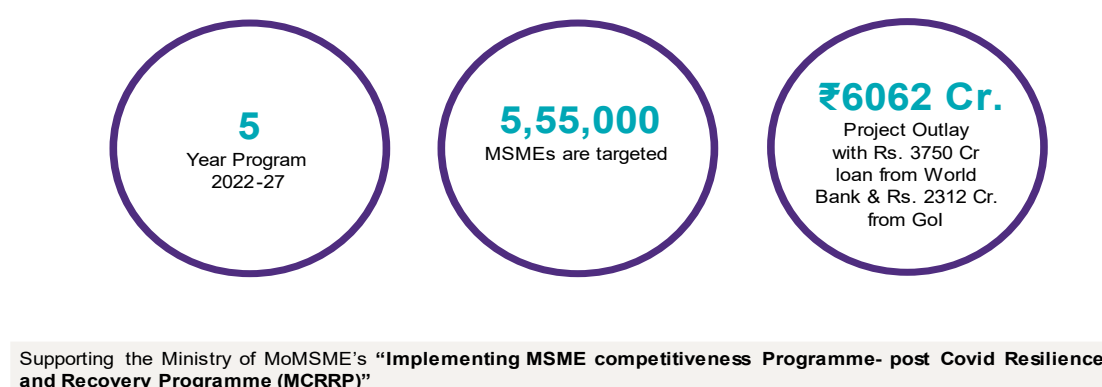 5
Year Program
2022-27
5,55,000
MSMEs are targeted
₹6062 Cr.
Project Outlay
with Rs. 3750 Cr
loan from World
Bank & Rs. 2312 Cr.
from GoI
Supporting the Ministry of MoMSME's “Implementing MSME competitiveness Programme- post Covid Resilience
and Recovery Programme (MCRRP)”